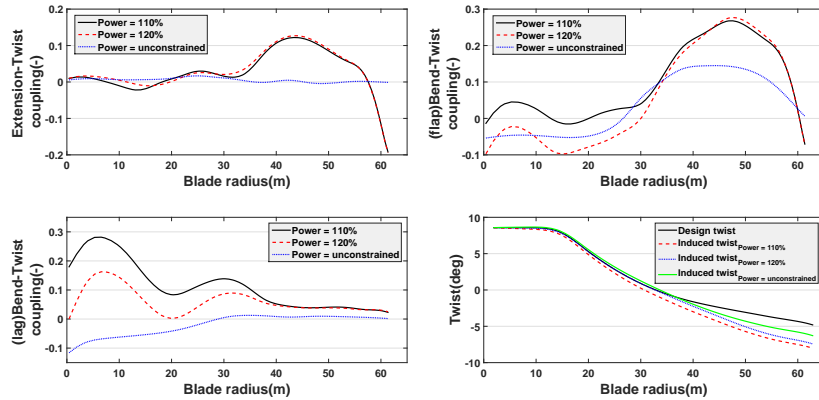 Extension-Twist
coupling(-)
0.2
0.1
0
0.1
0.2
Power = 110%
Power = 120%
Power = unconstrained
0 10 20 30 40 50 60
Blade radius(m)
(flap)Bend-Twist
coupling(-)
0.3
0.2
0.1
0
-0.1
Power = 110%
Power = 120%
Power = unconstrained
0 10 20 30 40 50 60
Blade radius(m)
(lag)Bend-Twist
coupling(-)
0.3
0.2
0.1
0
-0.1
Power = 110%
Power = 120%
Power = unconstrained
0 10 20 30 40 50 60
Blade radius(m)
Twist(deg)
10
5
0
-5
-10
Design twist
Induced twist Power = 110%
Induced twist Power = 120%
Induced twist Power = unconstrained
0 10 20 30 40 50 60
Blade radius(m)